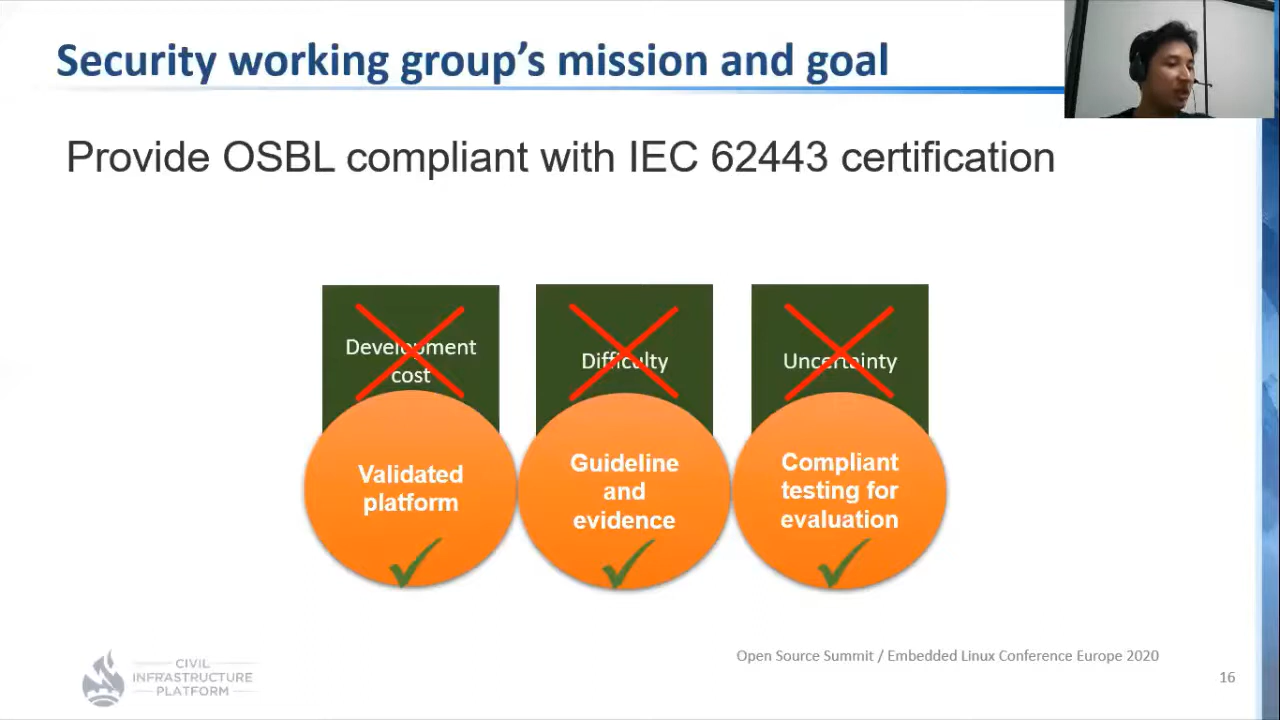 Security working group's mission and goal
Provide OSBL compliant with IEC 62443 certification
Development
cost
Difficulty
Uncertainty
Validated
platform
Guideline
and
evidence
Compliant
testing for
evaluation
CIVIL
INFRASTRUCTURE
PLATFORM
Open Source Summit / Embedded Linux Conference Europe 2020
16